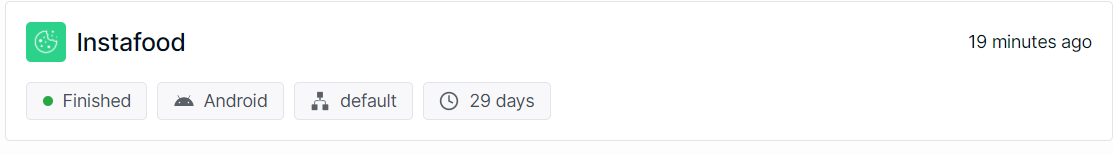 Instafood
19 minutes ago
Finished Android default 29 days